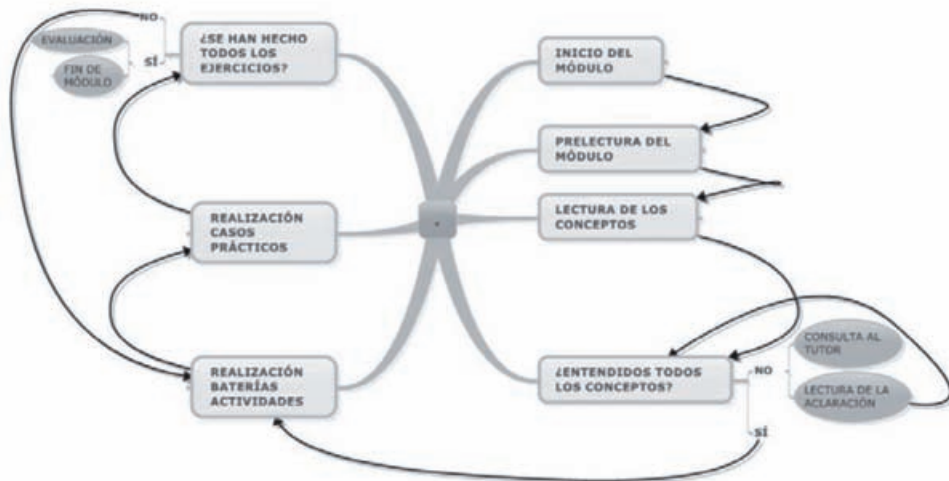 NO
EVALUACIÓN
SÍ
FIN DE
MÓDULO
¿SE HAN HECHO
TODOS LOS
EJERCICIOS?
INICIO DEL
MÓDULO
PRELECTURA DEL
MÓDULO
LECTURA DE LOS
CONCEPTOS
REALIZACIÓN
CASOS
PRÁCTICOS
REALIZACIÓN
BATERÍAS
ACTIVIDADES
¿ENTENDIDOS TODOS
LOS CONCEPTOS?
NO
CONSULTA AL
TUTOR
LECTURA DE LA
ACLARACIÓN
SÍ